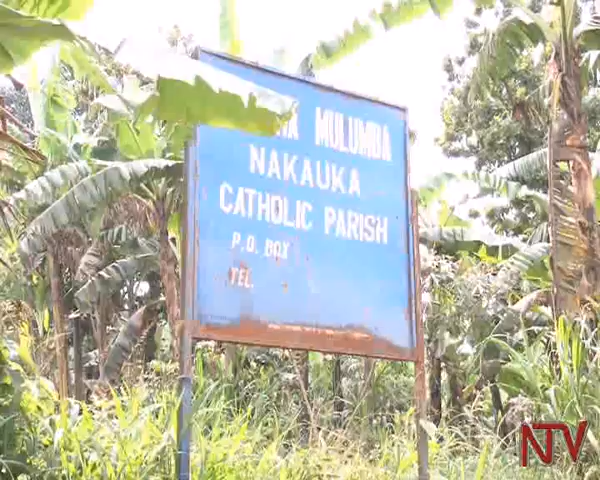 MULUMBA
NAKAUKA
CATHOLIC PARISH
P.O. BOX
TEL.
NTV